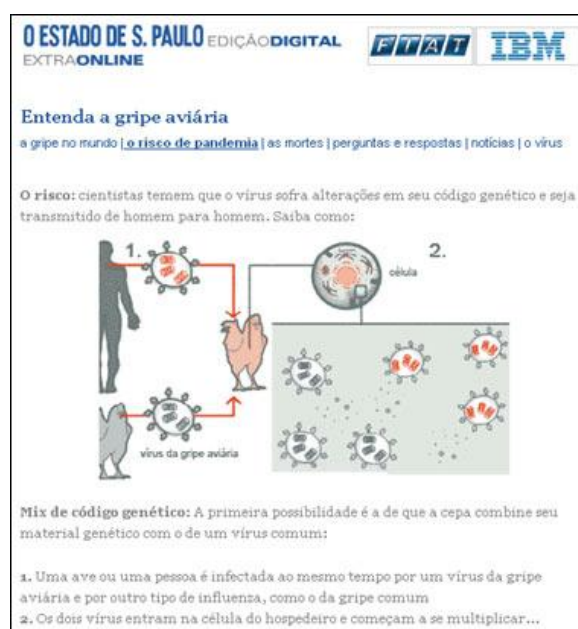 O ESTADO DE S. PAULO EDIÇÃODIGITAL
EXTRAONLINE
FIAT
IBM
Entenda a gripe aviária
a gripe no mundo | o risco de pandemia | as mortes | perguntas e respostas | notícias | o vírus
O risco: cientistas temem que o vírus sofra alterações em seu código genético e seja
transmitido de homem para homem. Saiba como:
1.
2.
célula
vírus da gripe aviária
Mix de código genético: A primeira possibilidade é a de que a cepa combine seu
material genético com o de um vírus comum:
1. Uma ave ou uma pessoa é infectada ao mesmo tempo por um vírus da gripe
aviária e por outro tipo de influenza, como o da gripe comum
2. Os dois vírus entram na célula do hospedeiro e começam a se multiplicar...